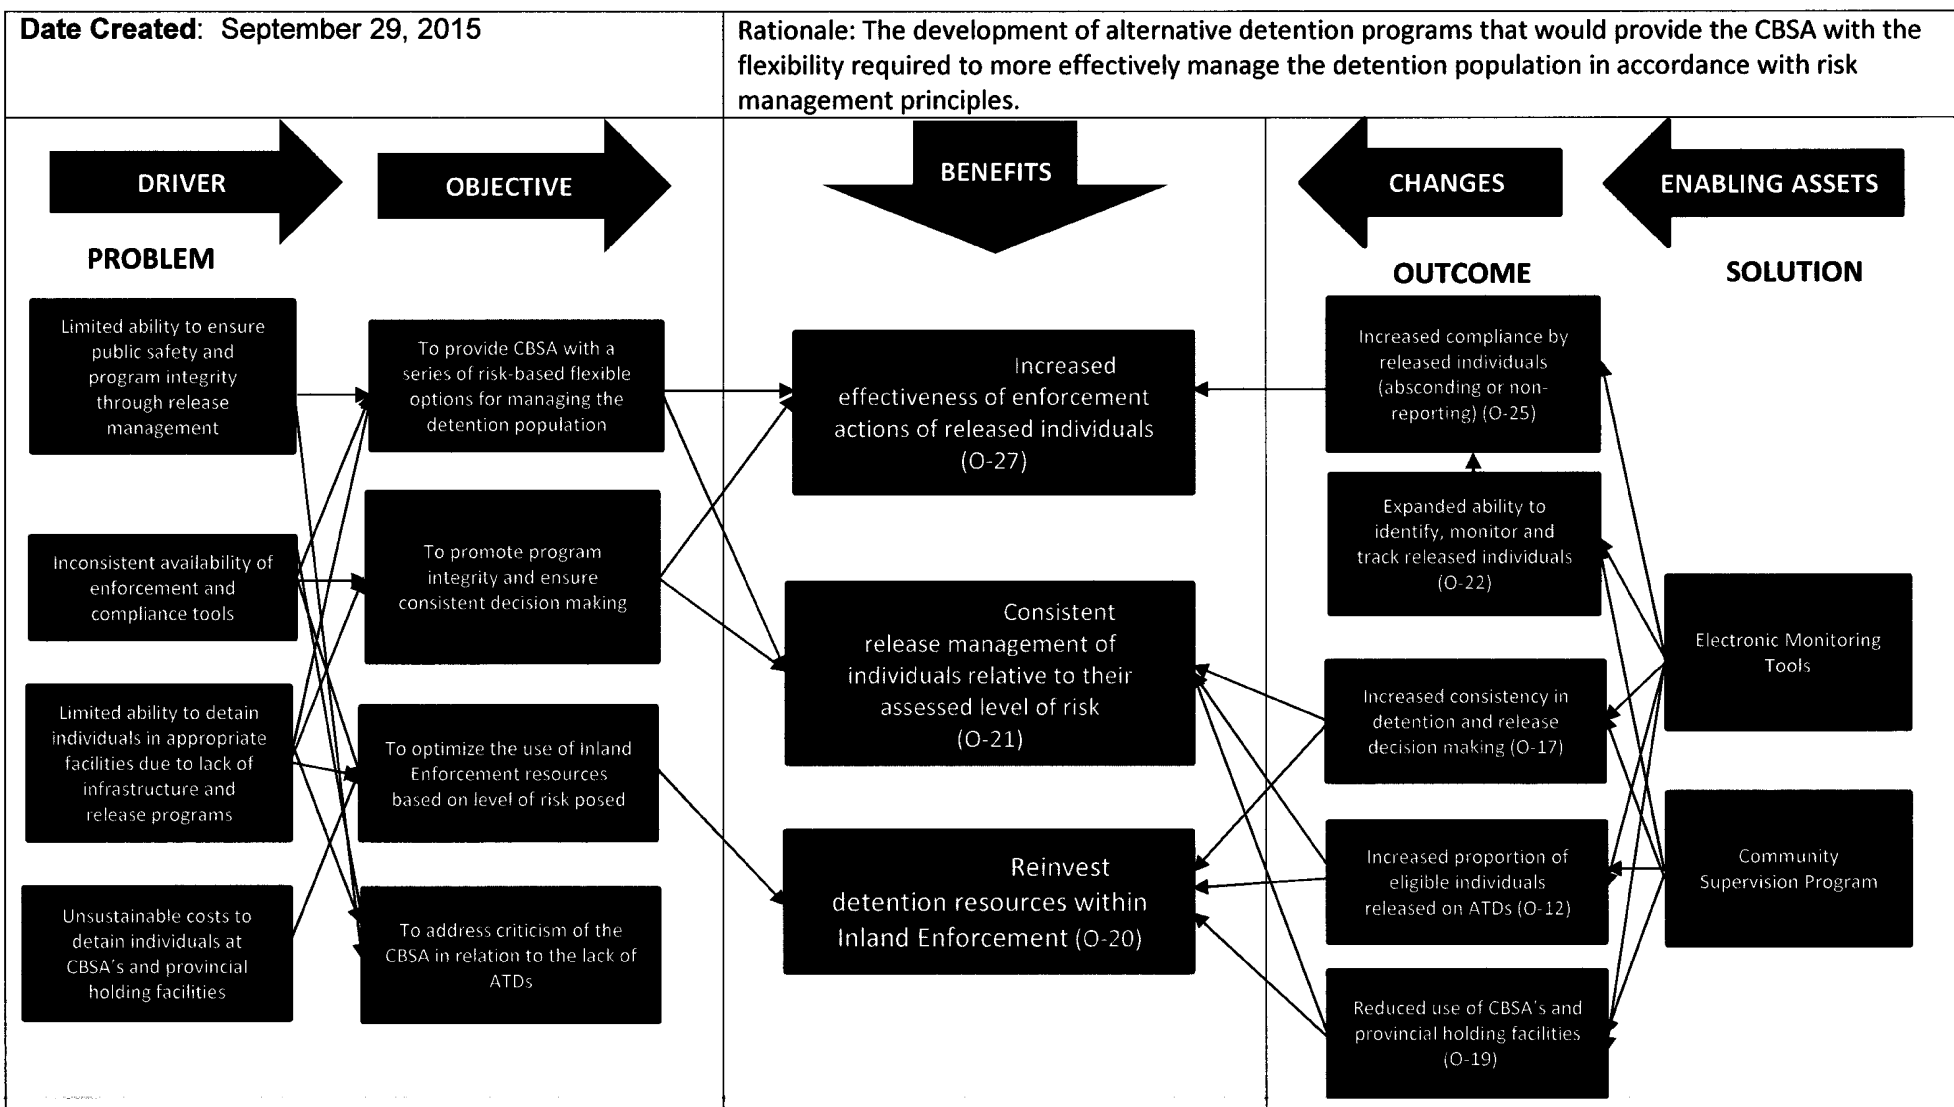 Date Created: September 29, 2015
Rationale: The development of alternative detention programs that would provide the CBSA with the
flexibility required to more effectively manage the detention population in accordance with risk
management principles.
DRIVER
OBJECTIVE
BENEFITS
CHANGES
ENABLING ASSETS
PROBLEM
OUTCOME
SOLUTION
Limited ability to ensure
public safety and
program integrity
through release
management
Inconsistent availability of
enforcement and
compliance tools
Limited ability to detain
individuals in appropriate
facilities due to lack of
infrastructure and
release programs
Unsustainable costs to
detain individuals at
CBSA's and provincial
holding facilities
To provide CBSA with a
series of risk-based flexible
options for managing the
detention population
To promote program
integrity and ensure
consistent decision making
To optimize the use of Inland
Enforcement resources
based on level of risk posed
To address criticism of the
CBSA in relation to the lack of
ATDs
Increased
effectiveness of enforcement
actions of released individuals
(O-27)
Consistent
release management of
individuals relative to their
assessed level of risk
(O-21)
Reinvest
detention resources within
Inland Enforcement (O-20)
Increased compliance by
released individuals
(absconding or non-
reporting) (O-25)
Expanded ability to
identify, monitor and
track released individuals
(O-22)
Increased consistency in
detention and release
decision making (O-17)
Increased proportion of
eligible individuals
released on ATDs (O-12)
Reduced use of CBSA's and
provincial holding facilities
(O-19)
Electronic Monitoring
Tools
Community
Supervision Program